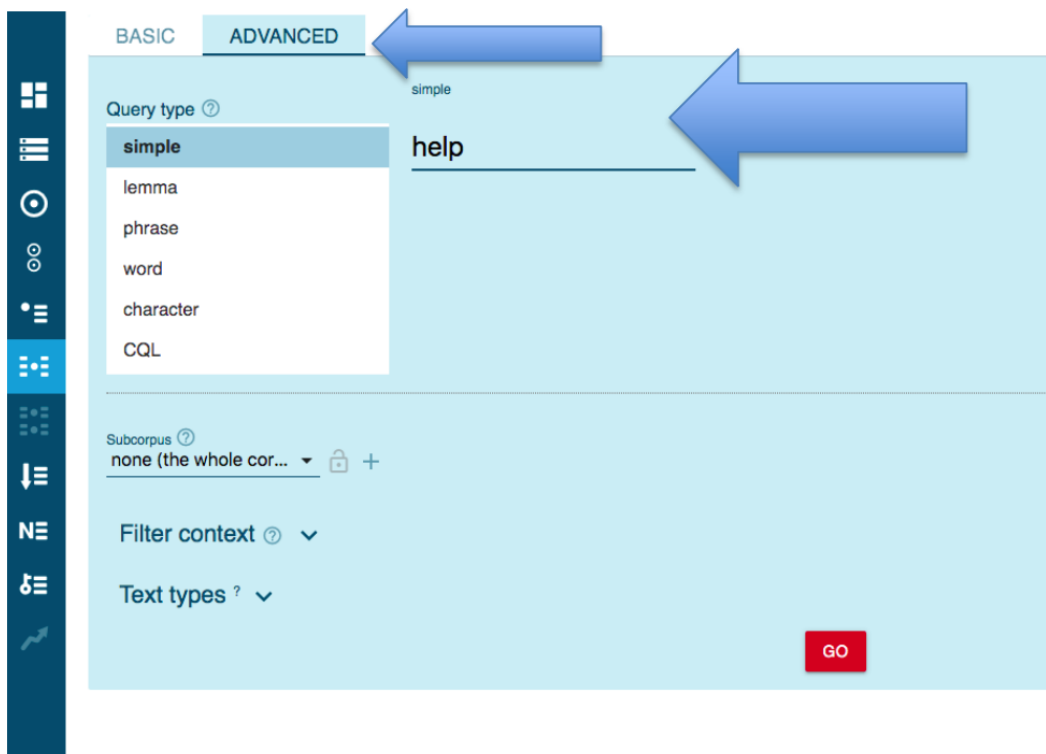 BASIC ADVANCED
simple
Query type ?
simple
help
lemma
phrase
word
character
CQL
Subcorpus ?
none (the whole cor... +
Filter context ?
Text types ?
N
GO